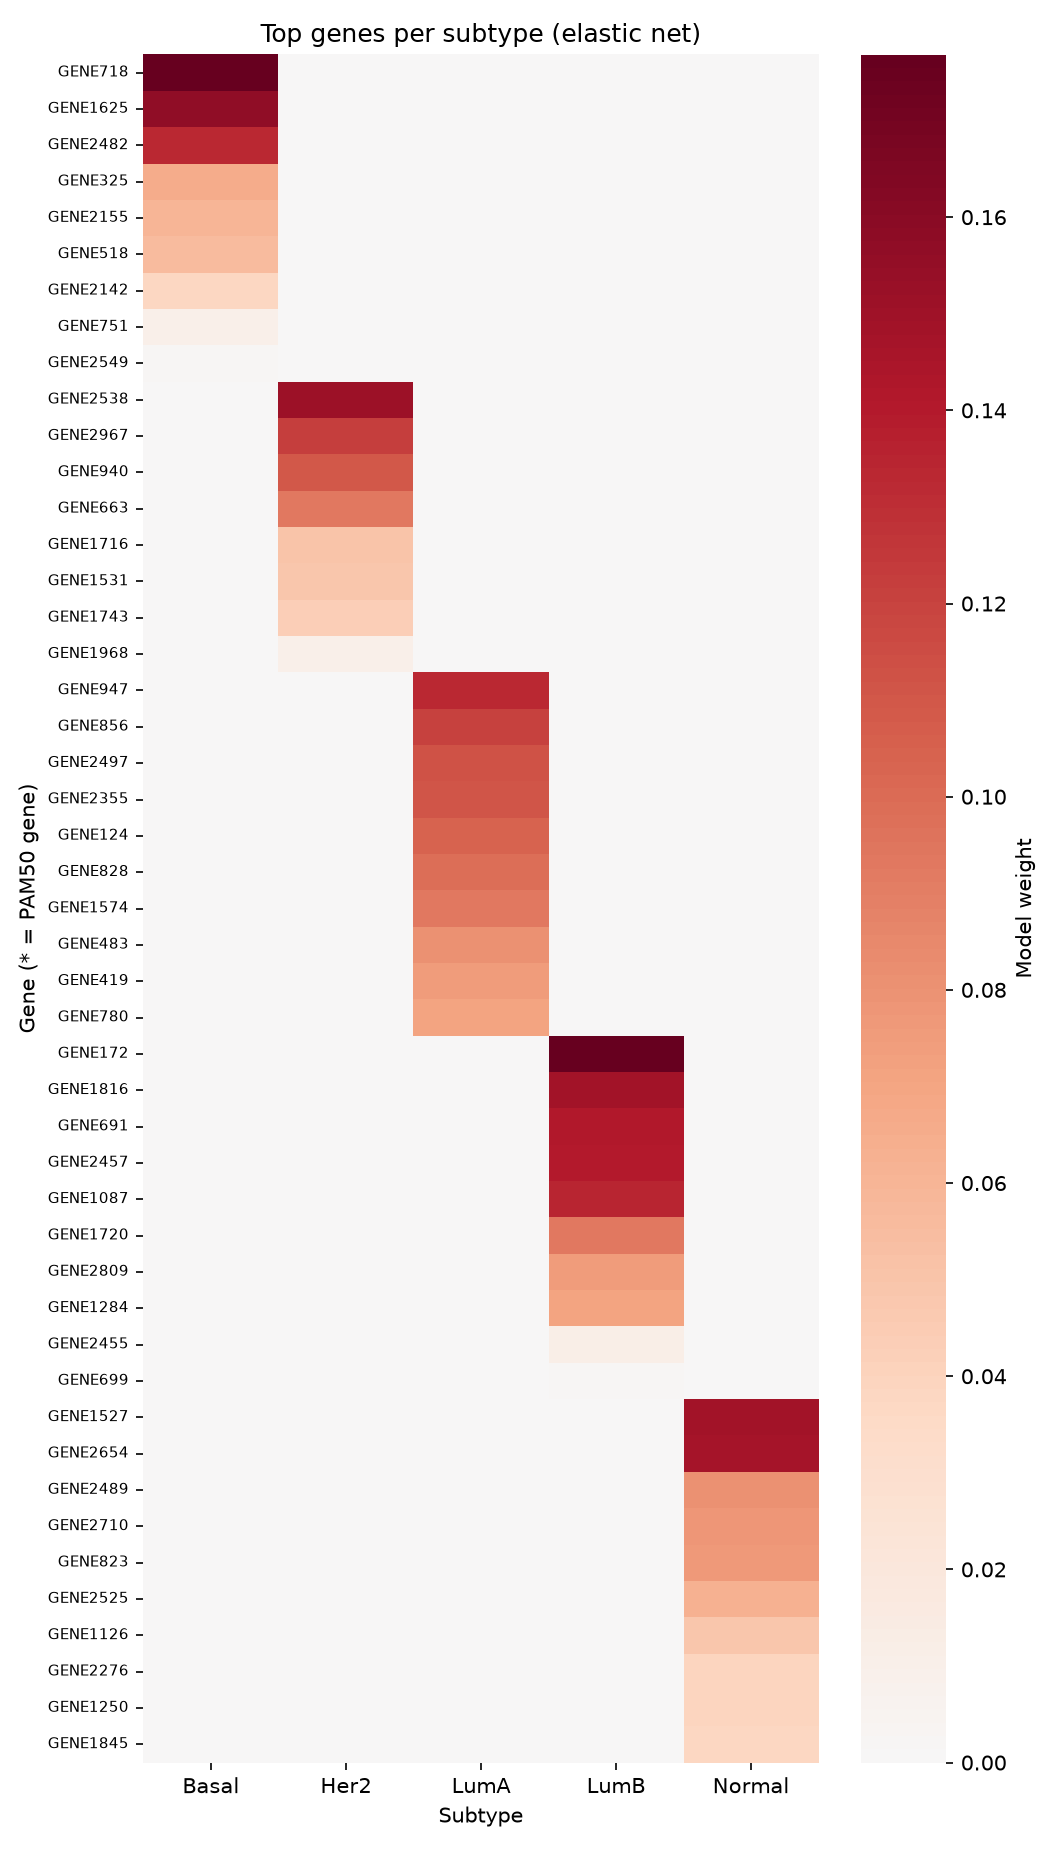 Top genes per subtype (elastic net)
Gene (* = PAM50 gene)
GENE718
GENE1625
GENE2482
GENE325
GENE2155
GENE518
GENE2142
GENE751
GENE2549
GENE2538
GENE2967
GENE940
GENE663
GENE1716
GENE1531
GENE1743
GENE1968
GENE947
GENE856
GENE2497
GENE2355
GENE124
GENE828
GENE1574
GENE483
GENE419
GENE780
GENE172
GENE1816
GENE691
GENE2457
GENE1087
GENE1720
GENE2809
GENE1284
GENE2455
GENE699
GENE1527
GENE2654
GENE2489
GENE2710
GENE823
GENE2525
GENE1126
GENE2276
GENE1250
GENE1845
Basal Her2 LumA LumB Normal
Subtype
0.16
0.14
0.12
0.10
0.08
0.06
0.04
0.02
0.00
Model weight